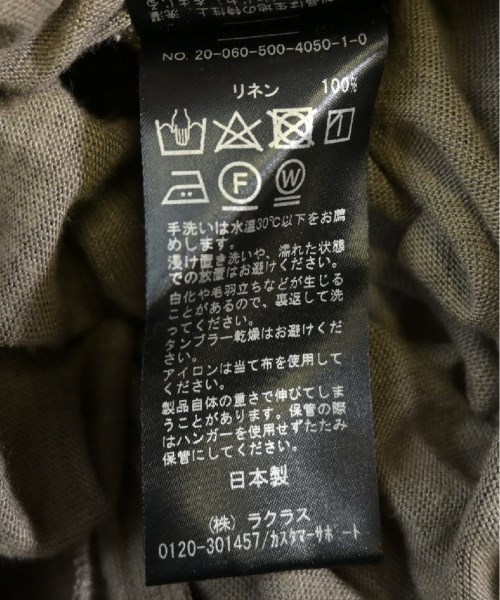 NO. 20-060-500-4050-1-0
リネン 100%
F
W
手洗いは水温30℃以下をお薦
めします。
浸け置き洗いや、濡れた状態
での放置はお避けください。
白化や毛羽立ちなどが生じる
ことがあるので、裏返して洗
ってください。
タンブラー乾燥はお避けくだ
さい。
アイロンは当て布を使用して
ください。
製品自体の重さで伸びてしま
うことがあります。保管の際
はハンガーを使用せずたたみ
保管にしてください。
日本製
(株) ラクラス
0120-301457/カスタマーサポート